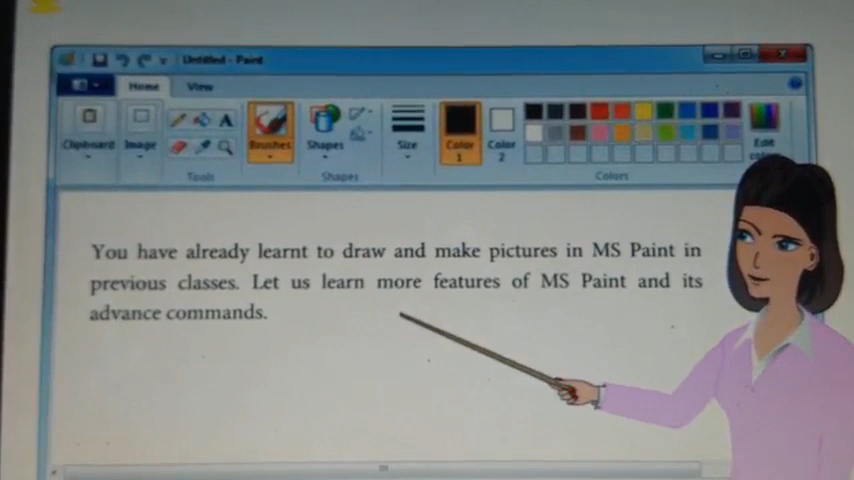 Untitled - Paint
Home View
Clipboard Image Brushes Shapes Size Color 1 Color 2 Edit
Tools Shapes Colors
You have already learnt to draw and make pictures in MS Paint in
previous classes. Let us learn more features of MS Paint and its
advance commands.